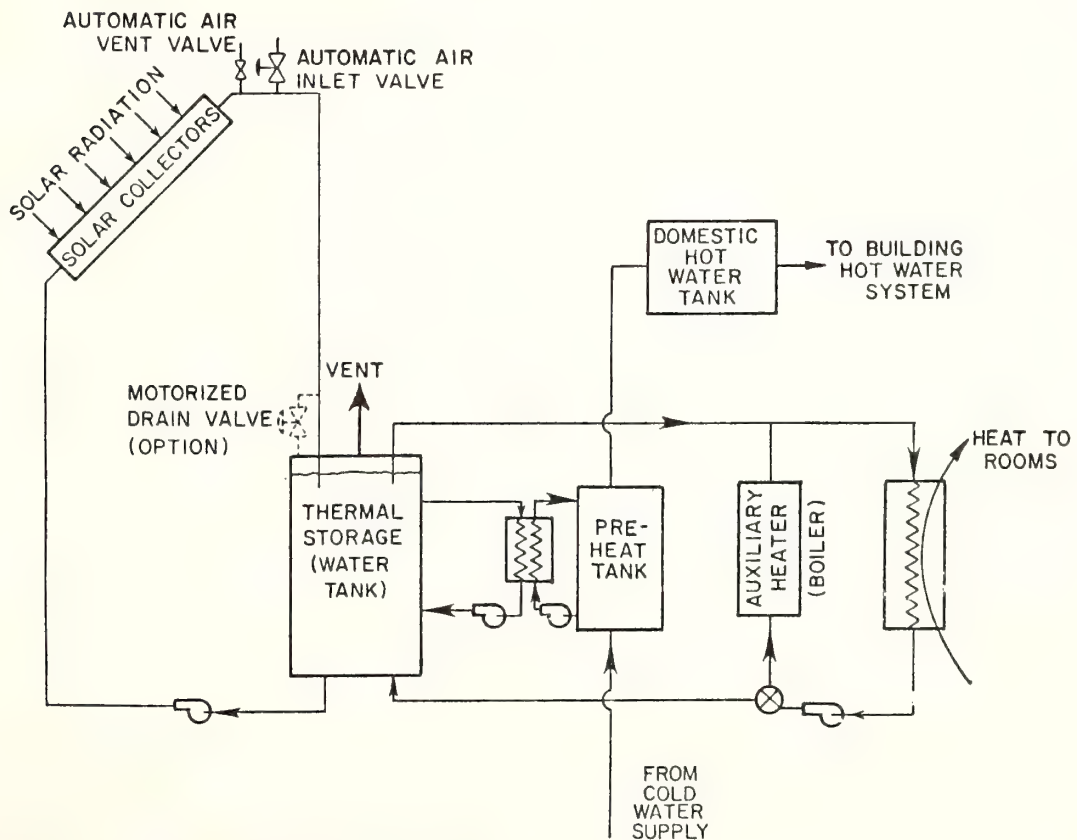 AUTOMATIC AIR
VENT VALVE
AUTOMATIC AIR
INLET VALVE
SOLAR RADIATION
SOLAR COLLECTORS
DOMESTIC
HOT
WATER
TANK
TO BUILDING
HOT WATER
SYSTEM
VENT
MOTORIZED
DRAIN VALVE
(OPTION)
HEAT TO
ROOMS
THERMAL
STORAGE
(WATER
TANK)
PRE-
HEAT
TANK
AUXILIARY
HEATER
(BOILER)
FROM
COLD
WATER
SUPPLY